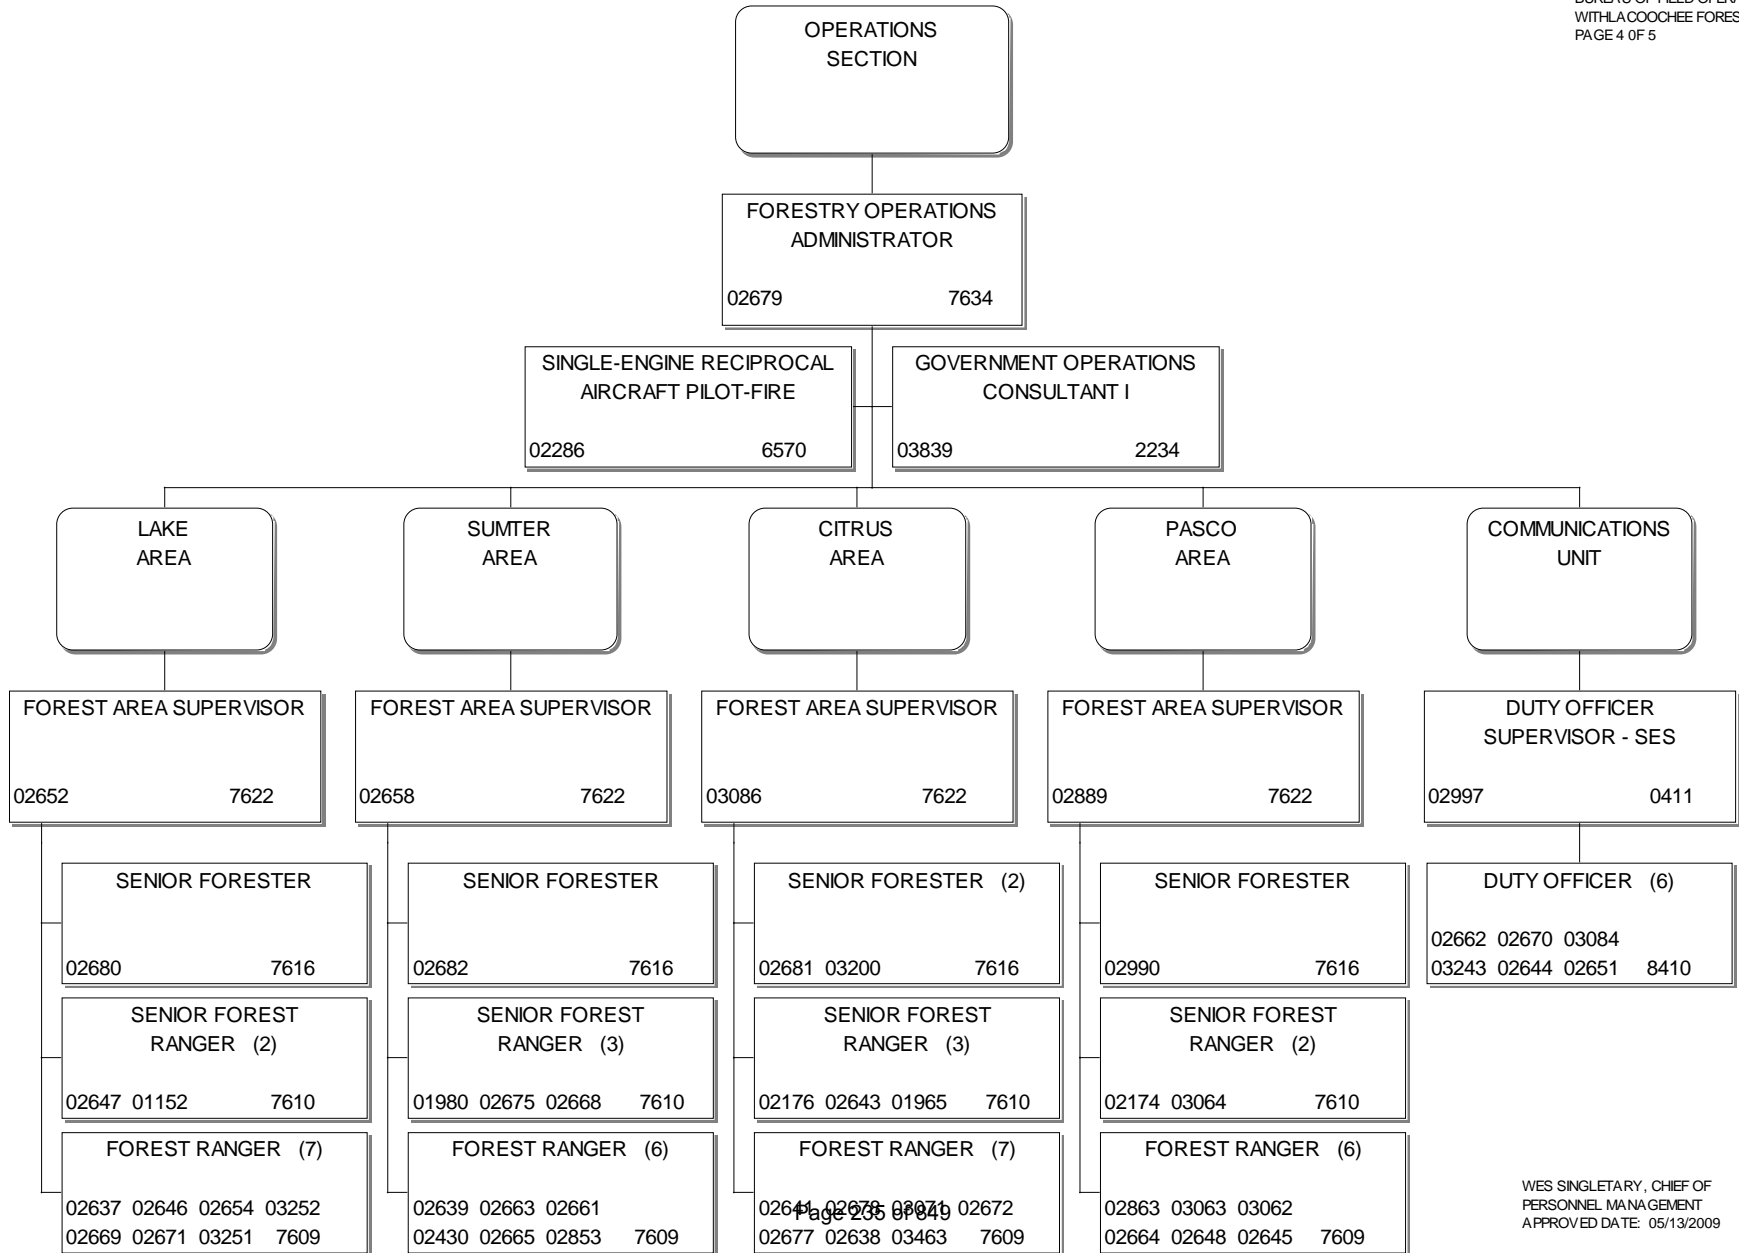 BUREAU OF FIELD OPERA
WITHLACOOCHEE FORES
PAGE 4 0F 5
OPERATIONS
SECTION
FORESTRY OPERATIONS
ADMINISTRATOR
02679 7634
SINGLE-ENGINE RECIPROCAL
AIRCRAFT PILOT-FIRE
02286 6570
GOVERNMENT OPERATIONS
CONSULTANT I
03839 2234
LAKE
AREA
SUMTER
AREA
CITRUS
AREA
PASCO
AREA
COMMUNICATIONS
UNIT
FOREST AREA SUPERVISOR
02652 7622
FOREST AREA SUPERVISOR
02658 7622
FOREST AREA SUPERVISOR
03086 7622
FOREST AREA SUPERVISOR
02889 7622
DUTY OFFICER
SUPERVISOR - SES
02997 0411
SENIOR FORESTER
02680 7616
SENIOR FORESTER
02682 7616
SENIOR FORESTER (2)
02681 03200 7616
SENIOR FORESTER
02990 7616
DUTY OFFICER (6)
02662 02670 03084
03243 02644 02651 8410
SENIOR FOREST
RANGER (2)
02647 01152 7610
SENIOR FOREST
RANGER (3)
01980 02675 02668 7610
SENIOR FOREST
RANGER (3)
02176 02643 01965 7610
SENIOR FOREST
RANGER (2)
02174 03064 7610
FOREST RANGER (7)
02637 02646 02654 03252
02669 02671 03251 7609
FOREST RANGER (6)
02639 02663 02661
02430 02665 02853 7609
FOREST RANGER (7)
02672
02677 02638 03463 7609
FOREST RANGER (6)
02863 03063 03062
02664 02648 02645 7609
Page 235 of 849
WES SINGLETARY, CHIEF OF
PERSONNEL MANAGEMENT
APPROVED DATE: 05/13/2009